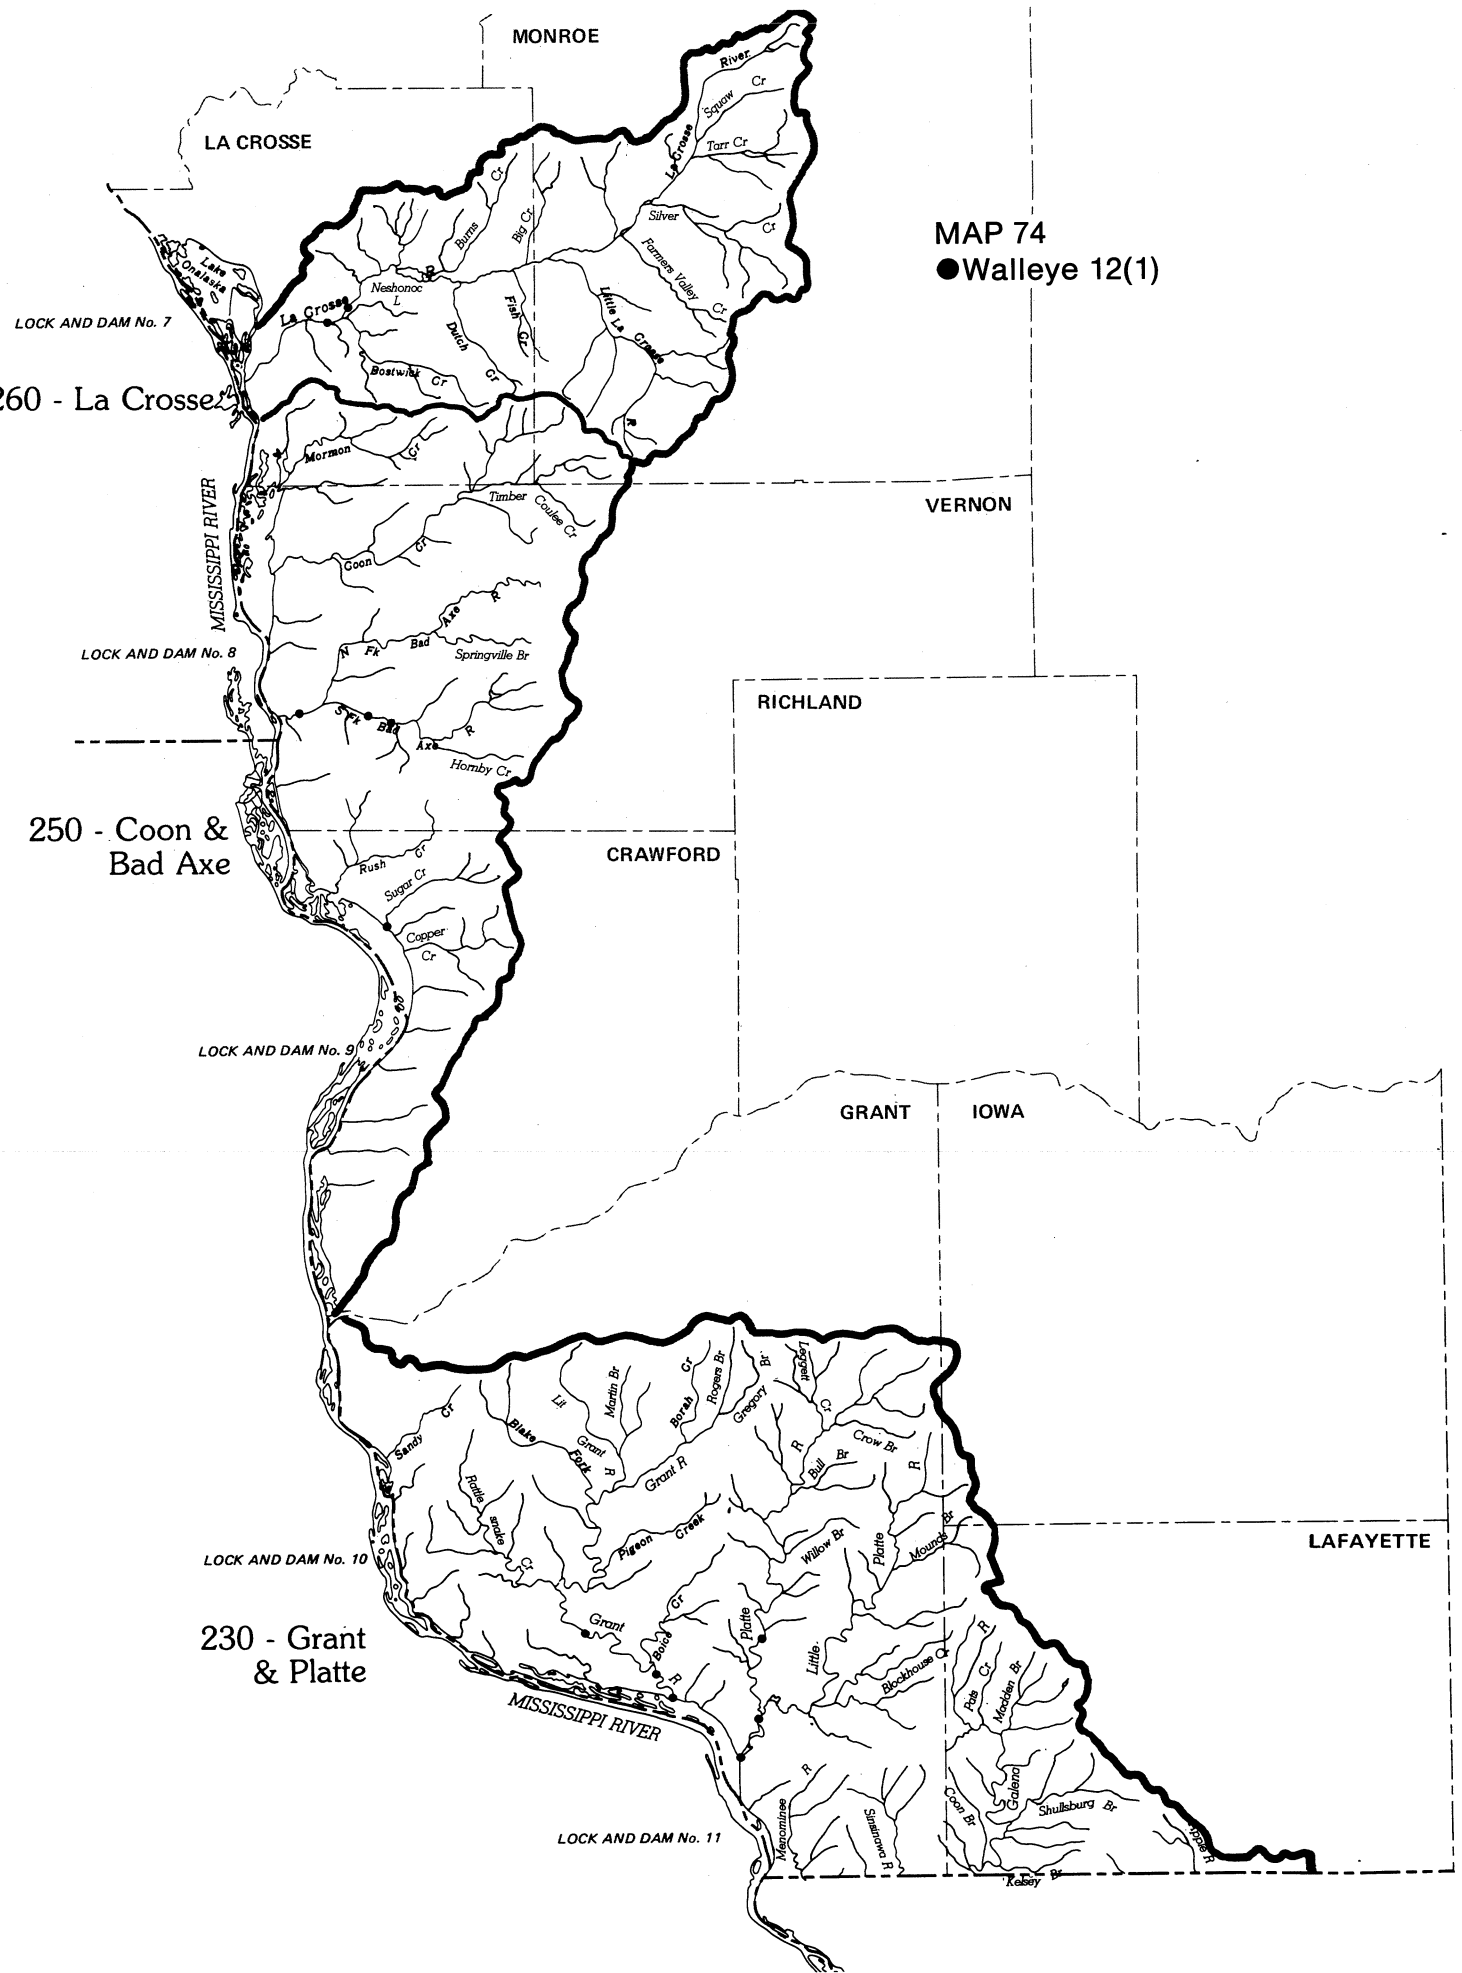 MONROE
LA CROSSE
River
Squaw
Cr
La Crosse
Tarr Cr
Silver
Cr
Burns
Cr
Big Cr
Farmers Valley
Cr
MAP 74
●Walleye 12(1)
Lake
Onalaska
Neshonoc
L
R
La Crosse
Fish Cr
Dutch
Cr
Little La Crosse
R
Bostwick Cr
LOCK AND DAM No. 7
260 - La Crosse
Mormon
Cr
VERNON
Timber
Coulee Cr
MISSISSIPPI RIVER
Coon
Cr
N Fk Bad Axe R
Springville Br
LOCK AND DAM No. 8
S Fk Bad Axe R
Hornby Cr
RICHLAND
250 - Coon &
Bad Axe
CRAWFORD
Rush Cr
Sugar Cr
Copper
Cr
LOCK AND DAM No. 9
GRANT
IOWA
Sandy Cr
Blake
Fork
Lit
Grant
R
Martin Br
Borah Cr
Rogers Br
Gregory
Br
Leggett
Cr
Crow Br
R
Bull Br
R
Grant R
Rattle
snake
Cr
Pigeon Creek
Willow Br
Platte
Mounds Br
LAFAYETTE
LOCK AND DAM No. 10
230 - Grant
& Platte
Grant
R
Boice
Cr
Platte
Little
Blockhouse Cr
R
Pats Cr
Madden Br
MISSISSIPPI RIVER
Galena
Shullsburg Br
Coon Br
Menominee
R
Sinsinawa R
Apple R
LOCK AND DAM No. 11
Kelsey Br